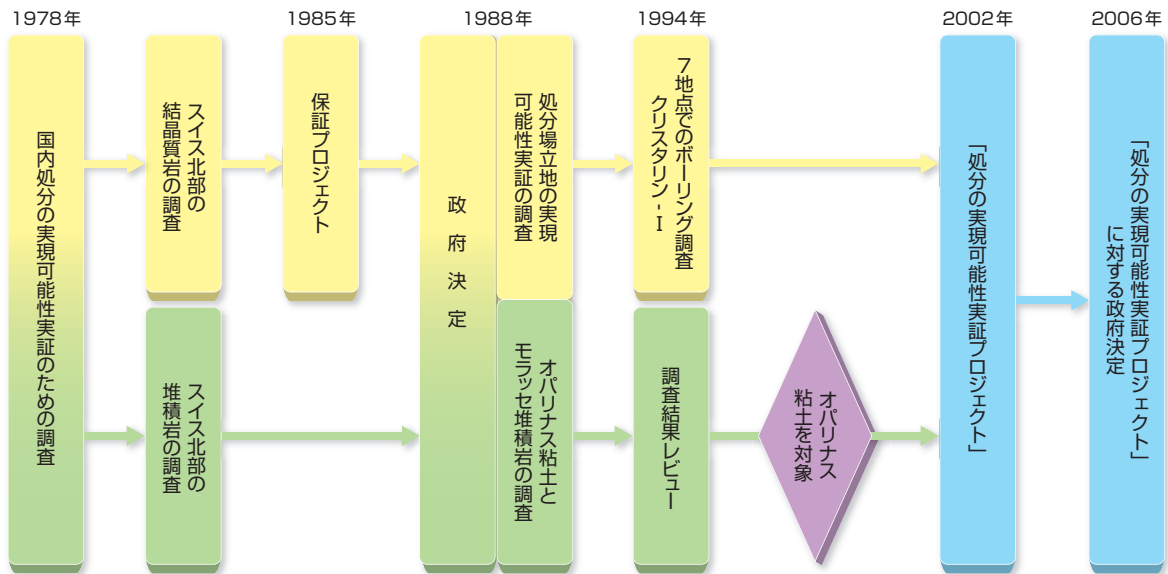 1978年
1985年
1988年
1994年
2002年
2006年
国内処分の実現可能性実証のための調査
スイス北部の
結晶質岩の調査
保証プロジェクト
政府決定
処分場立地の実現
可能性実証の調査
7地点でのボーリング調査
クリスタリン-I
「処分の実現可能性実証プロジェクト」
「処分の実現可能性実証プロジェクト」
に対する政府決定
スイス北部の
堆積岩の調査
オパリナス粘土と
モラッセ堆積岩の調査
調査結果レビュー
オパリナス
粘土を対象